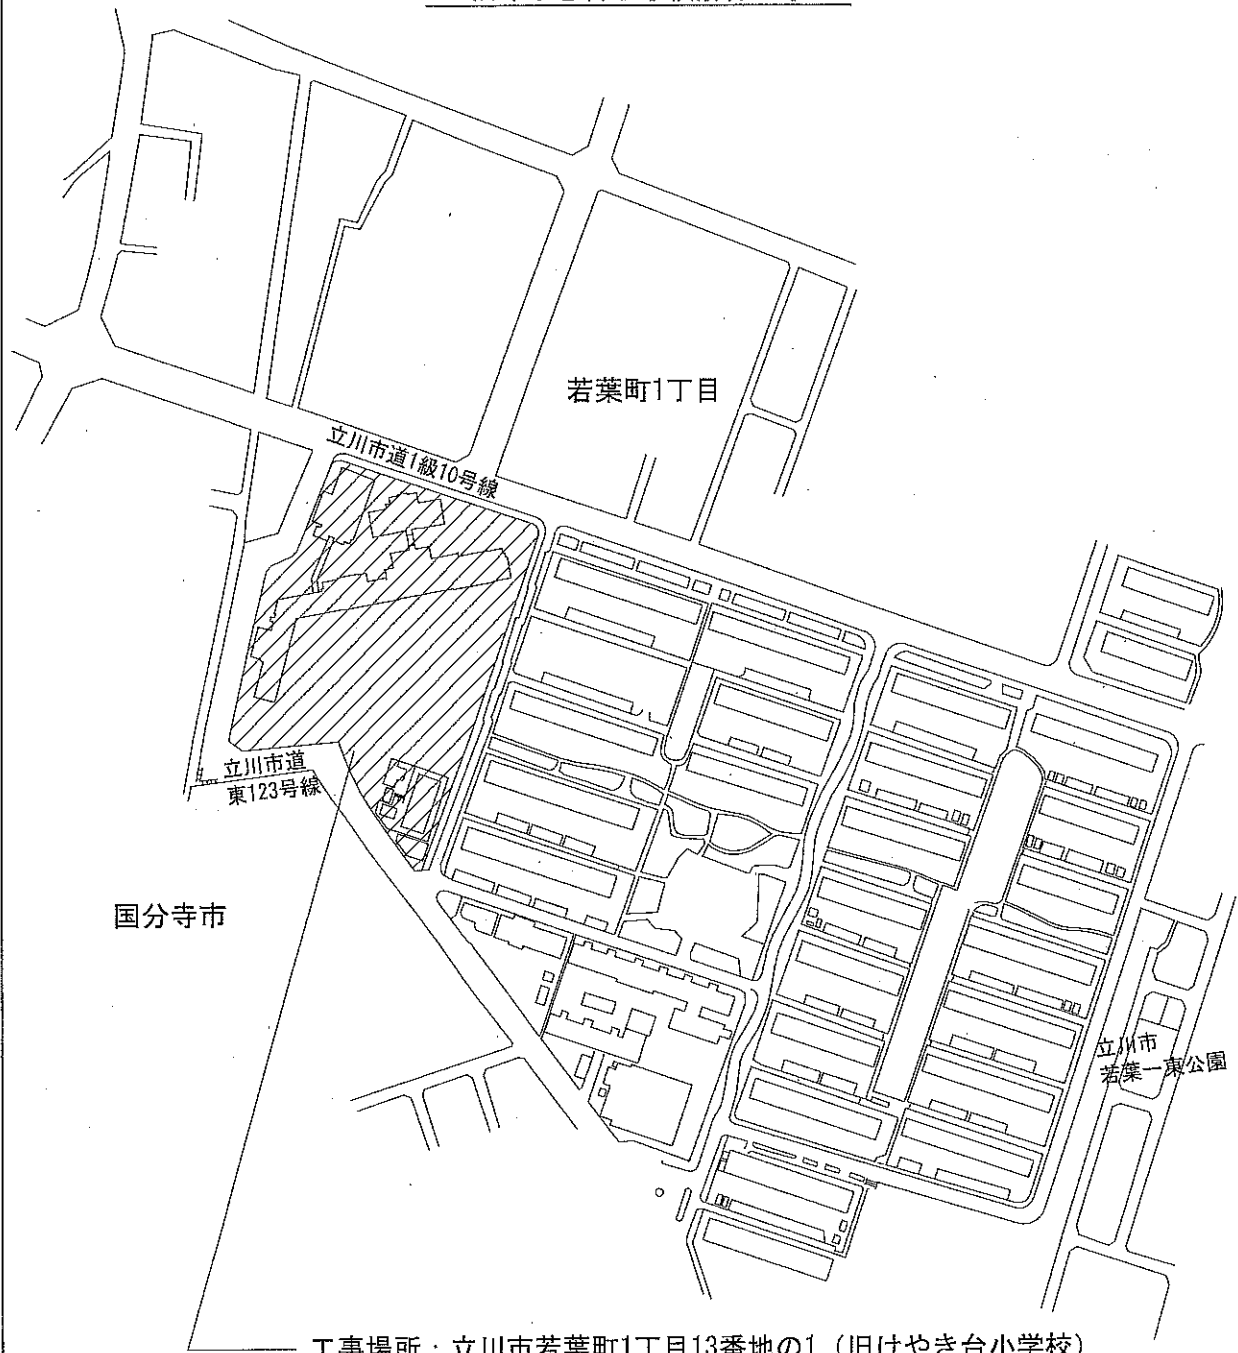 若葉町1丁目
立川市道1級10号線
立川市道
東123号線
国分寺市
立川市
若葉一東公園
工事場所：立川市若葉町1丁目13番地の1（旧けやき台小学校）